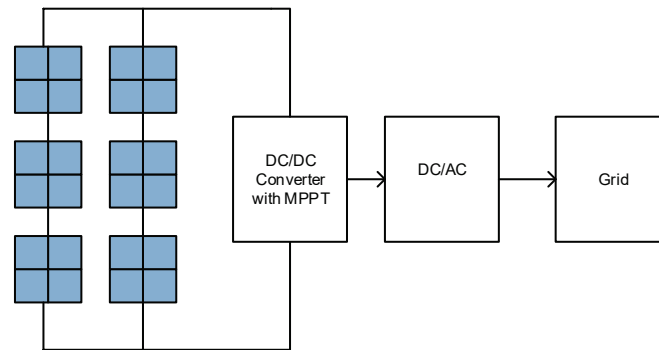 DC/DC
Converter
with MPPT
DC/AC
Grid